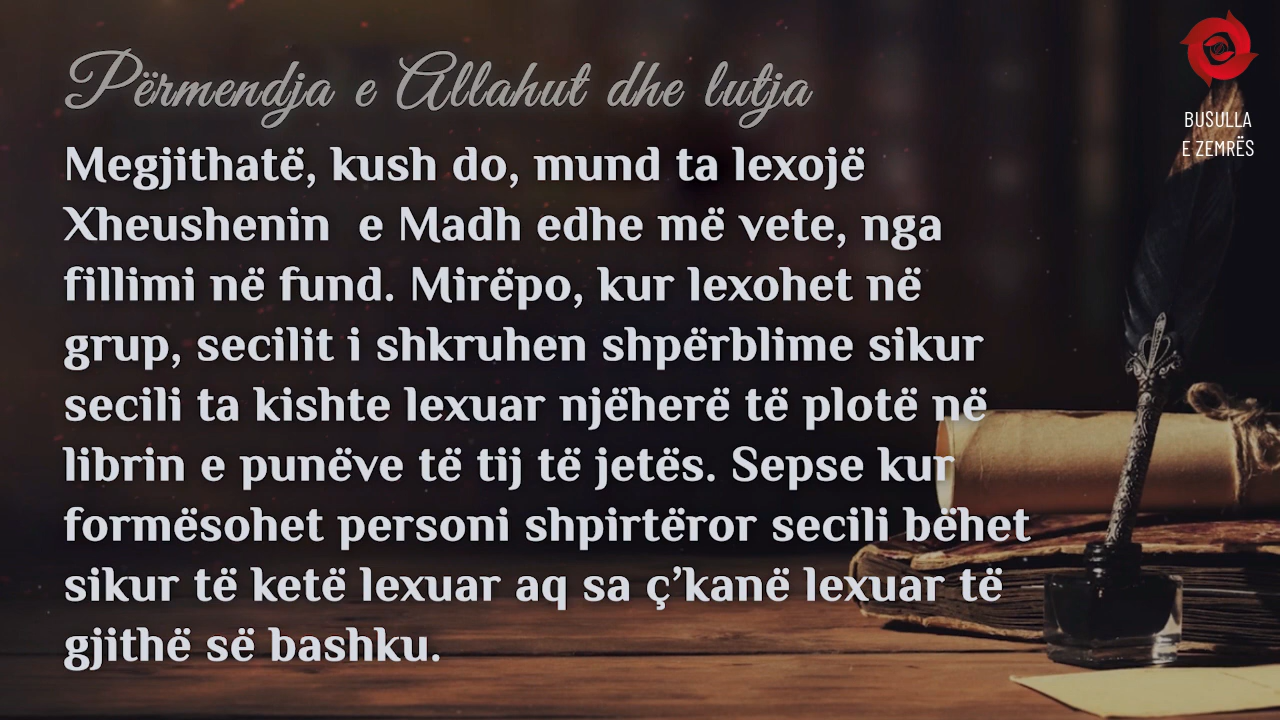 Përmendja e Allahut dhe lutja
Megjithatë, kush do, mund ta lexojë
Xheushenin e Madh edhe më vete, nga
fillimi në fund. Mirëpo, kur lexohet në
grup, secilit i shkruhen shpërblime sikur
secili ta kishte lexuar njëherë të plotë në
librin e punëve të tij të jetës. Sepse kur
formësohet personi shpirtëror secili bëhet
sikur të ketë lexuar aq sa ç’kanë lexuar të
gjithë së bashku.
BUSULLA
E ZEMRËS